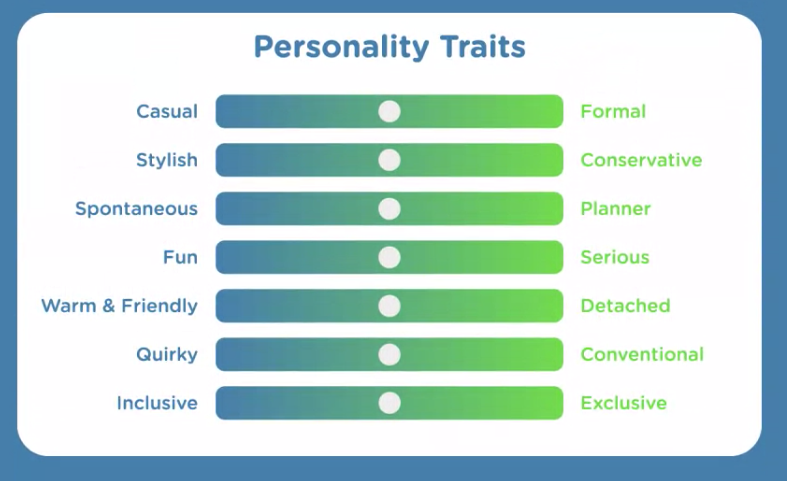 Personality Traits
Casual Formal
Stylish Conservative
Spontaneous Planner
Fun Serious
Warm & Friendly Detached
Quirky Conventional
Inclusive Exclusive